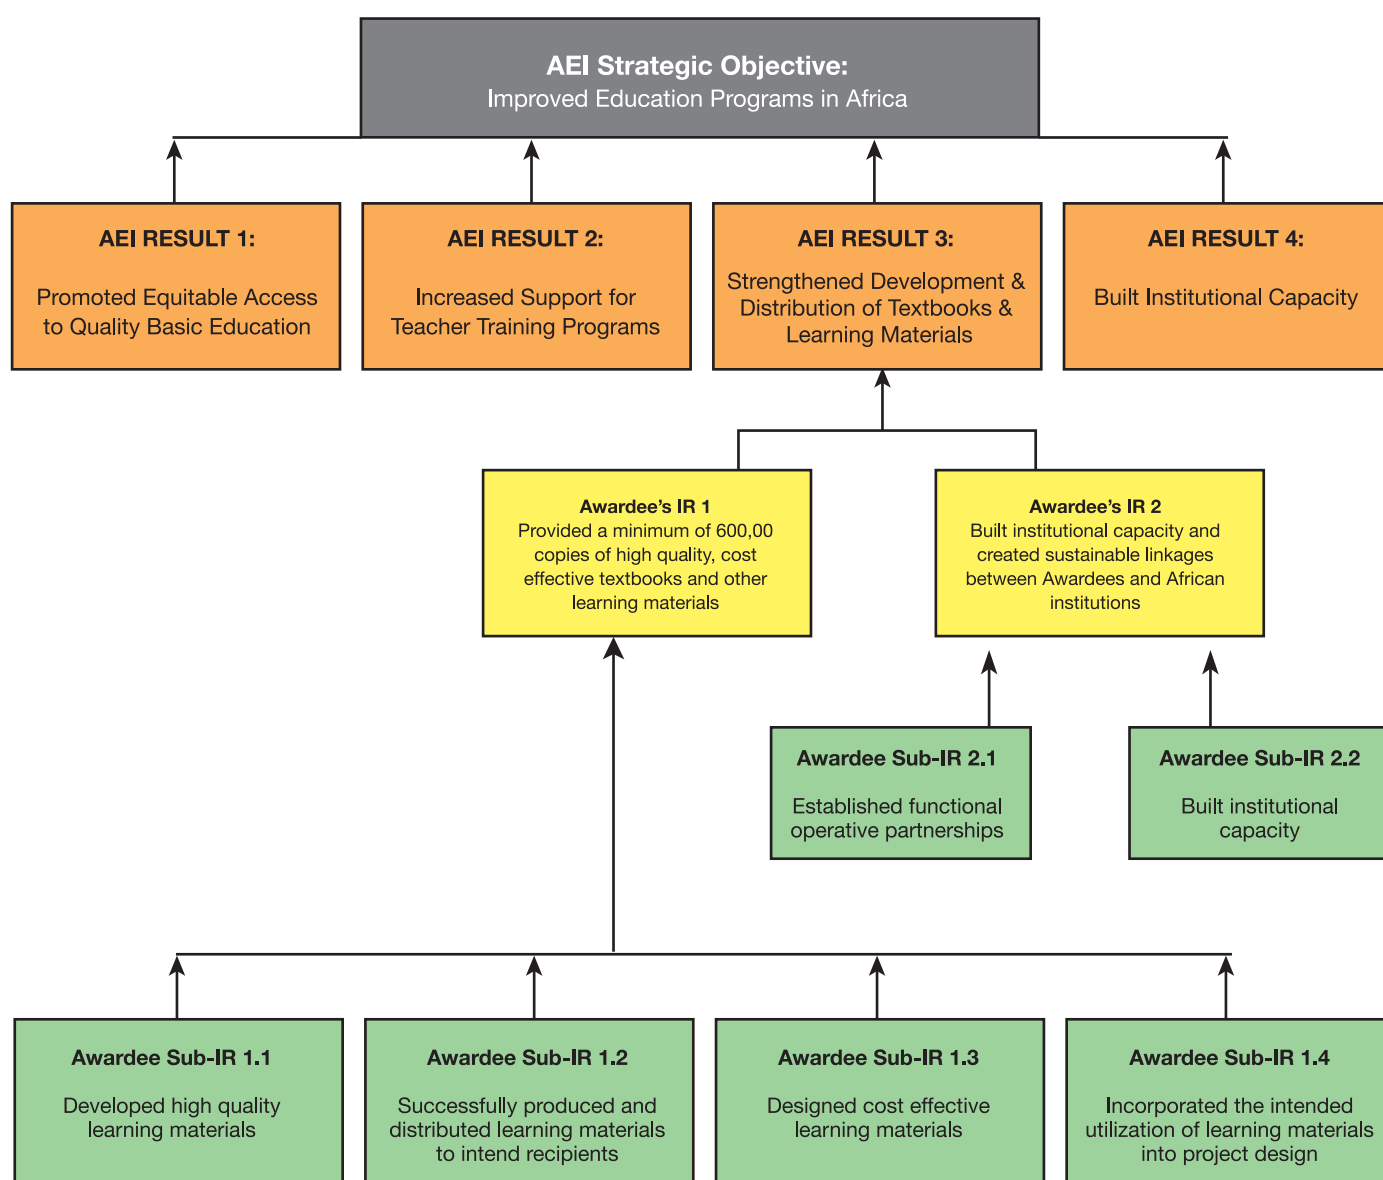 AEI Strategic Objective:
Improved Education Programs in Africa
AEI RESULT 1:
Promoted Equitable Access
to Quality Basic Education
AEI RESULT 2:
Increased Support for
Teacher Training Programs
AEI RESULT 3:
Strengthened Development &
Distribution of Textbooks &
Learning Materials
AEI RESULT 4:
Built Institutional Capacity
Awardee’s IR 1
Provided a minimum of 600,00
copies of high quality, cost
effective textbooks and other
learning materials
Awardee’s IR 2
Built institutional capacity and
created sustainable linkages
between Awardees and African
institutions
Awardee Sub-IR 2.1
Established functional
operative partnerships
Awardee Sub-IR 2.2
Built institutional
capacity
Awardee Sub-IR 1.1
Developed high quality
learning materials
Awardee Sub-IR 1.2
Successfully produced and
distributed learning materials
to intend recipients
Awardee Sub-IR 1.3
Designed cost effective
learning materials
Awardee Sub-IR 1.4
Incorporated the intended
utilization of learning materials
into project design